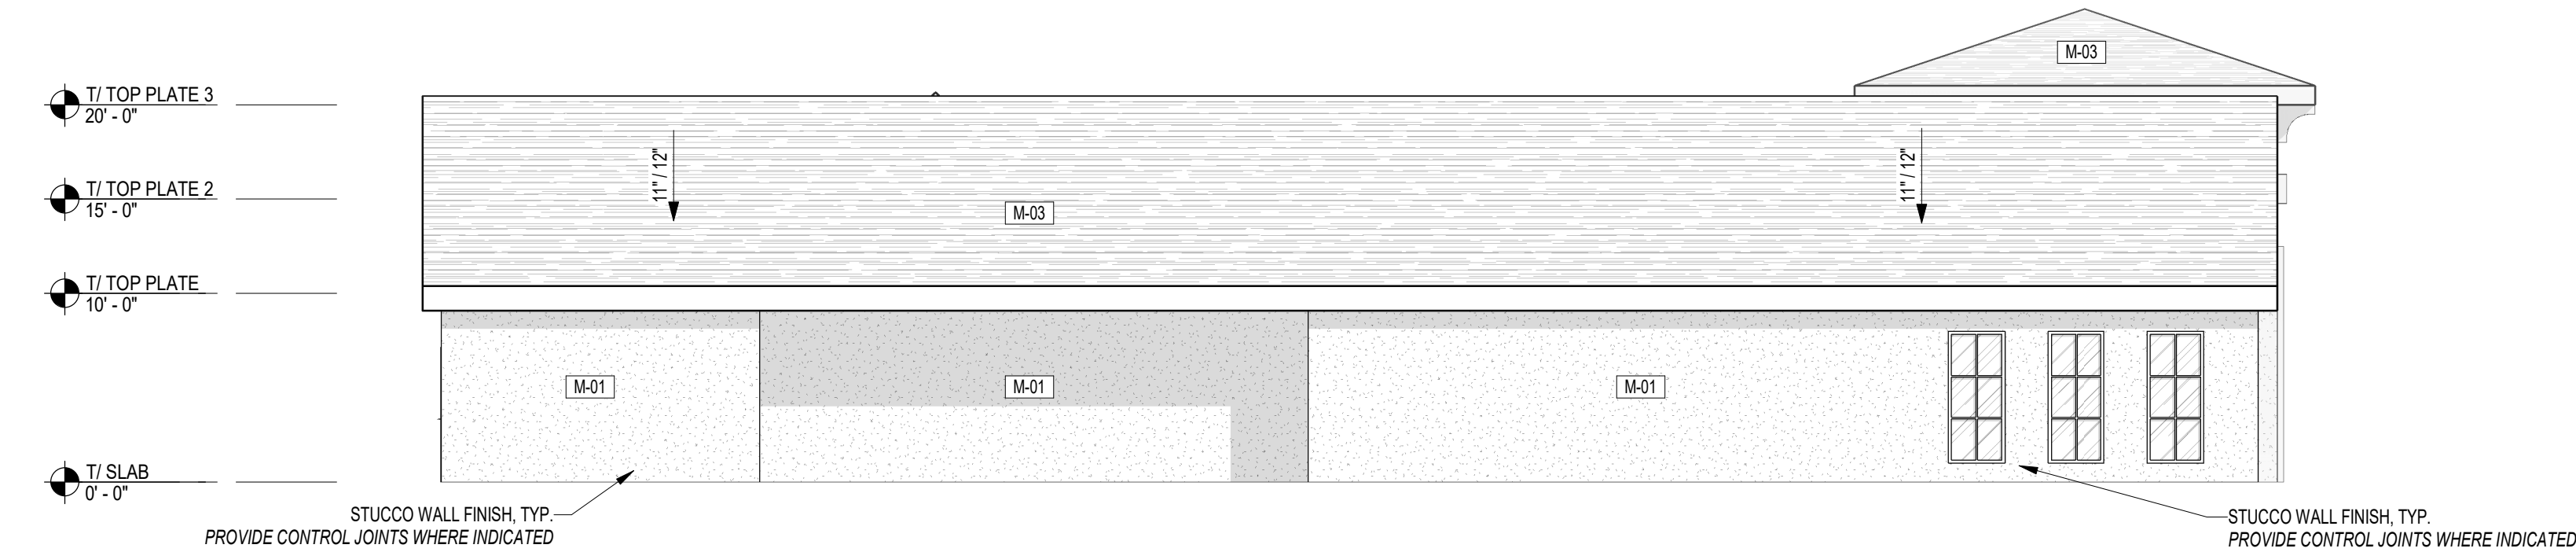 M-03
T/ TOP PLATE 3
20' - 0"
11" / 12"
11" / 12"
T/ TOP PLATE 2
15' - 0"
M-03
T/ TOP PLATE
10' - 0"
M-01
M-01
M-01
T/ SLAB
0' - 0"
STUCCO WALL FINISH, TYP.
PROVIDE CONTROL JOINTS WHERE INDICATED
STUCCO WALL FINISH, TYP.
PROVIDE CONTROL JOINTS WHERE INDICATED